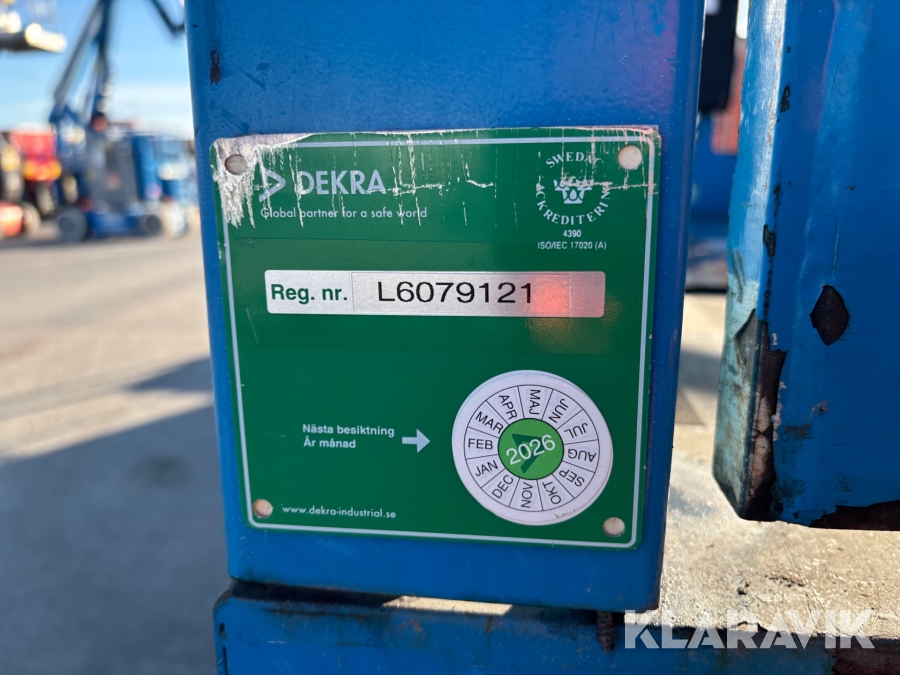 DEKRA
Global partner for a safe world
SWEDAC
ACKREDITERING
4390
ISO/IEC 17020 (A)
Reg. nr. L6079121
Nästa besiktning
År månad
JAN
FEB
MAR
APR
MAJ
JUN
JUL
AUG
SEP
OKT
NOV
DEC
2026
www.dekra-industrial.se
KLARAVIK